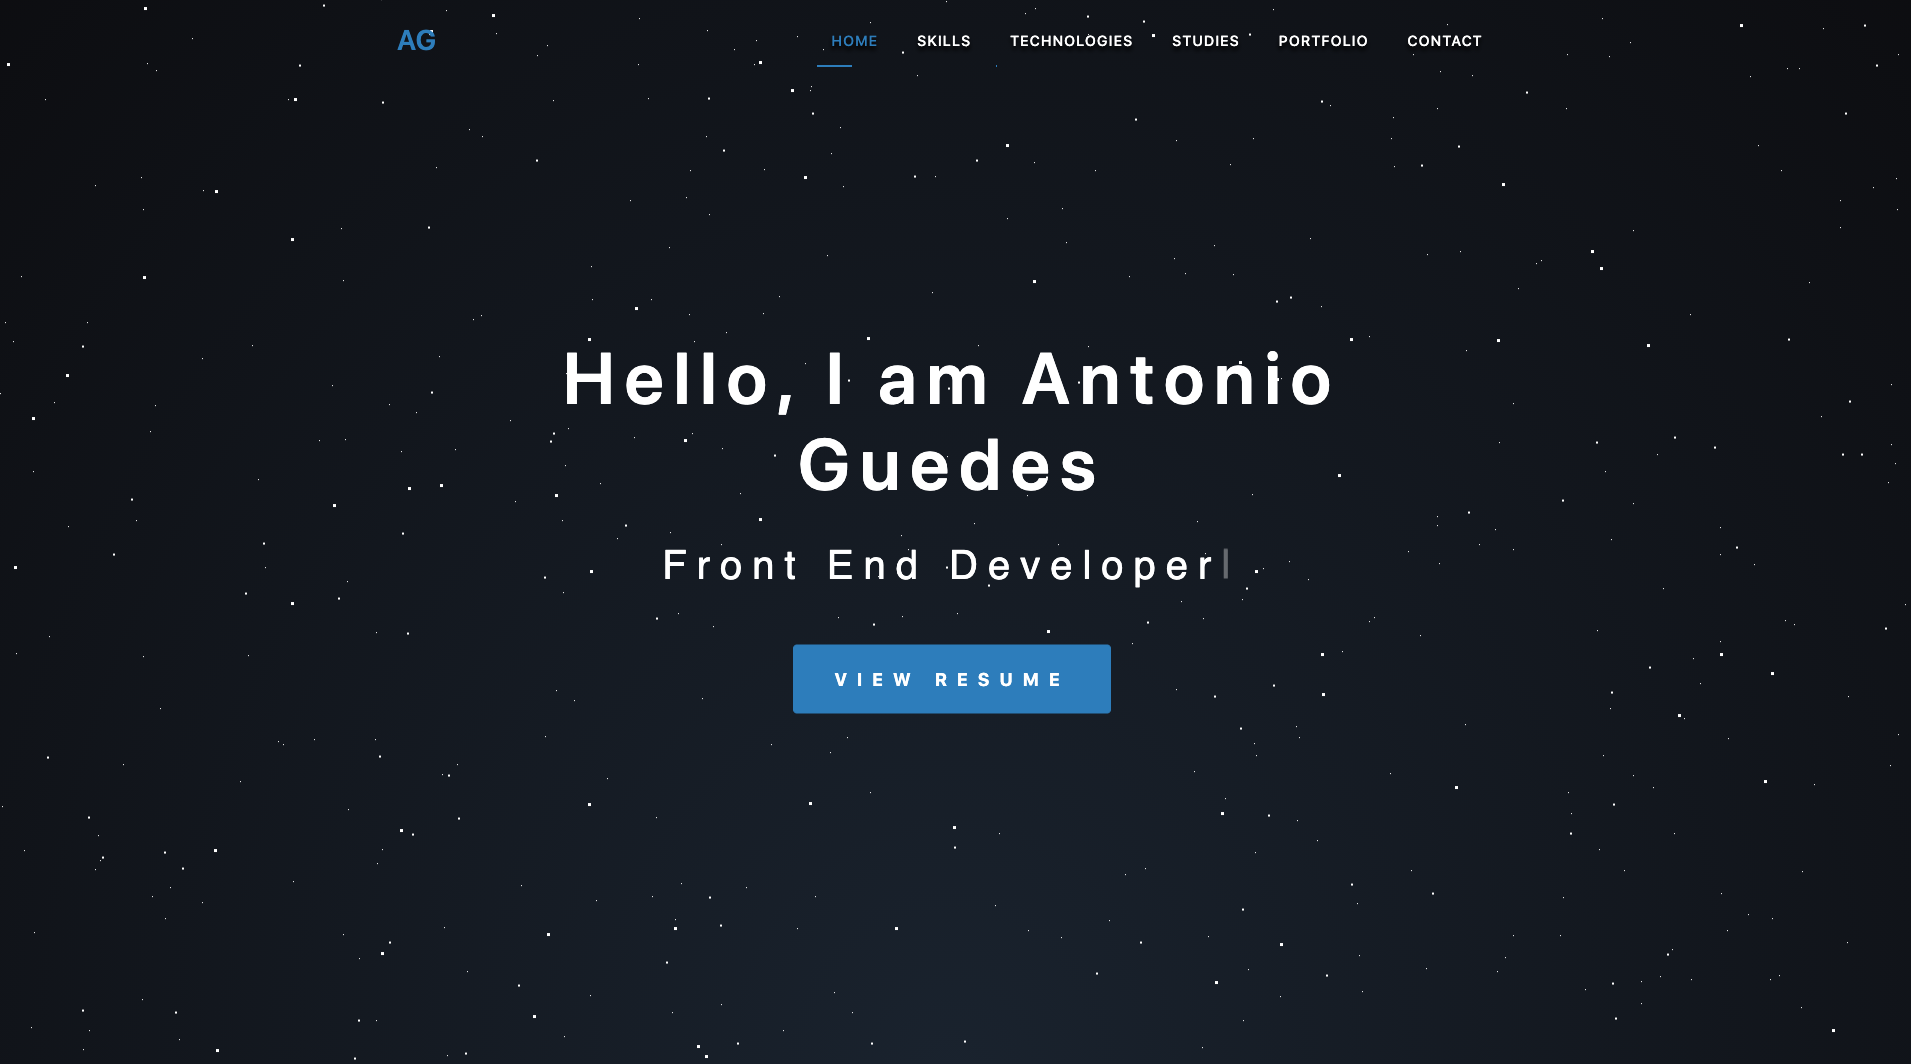 AG
HOME SKILLS TECHNOLOGIES STUDIES PORTFOLIO CONTACT
Hello, I am Antonio
Guedes
Front End Developer|
VIEW RESUME